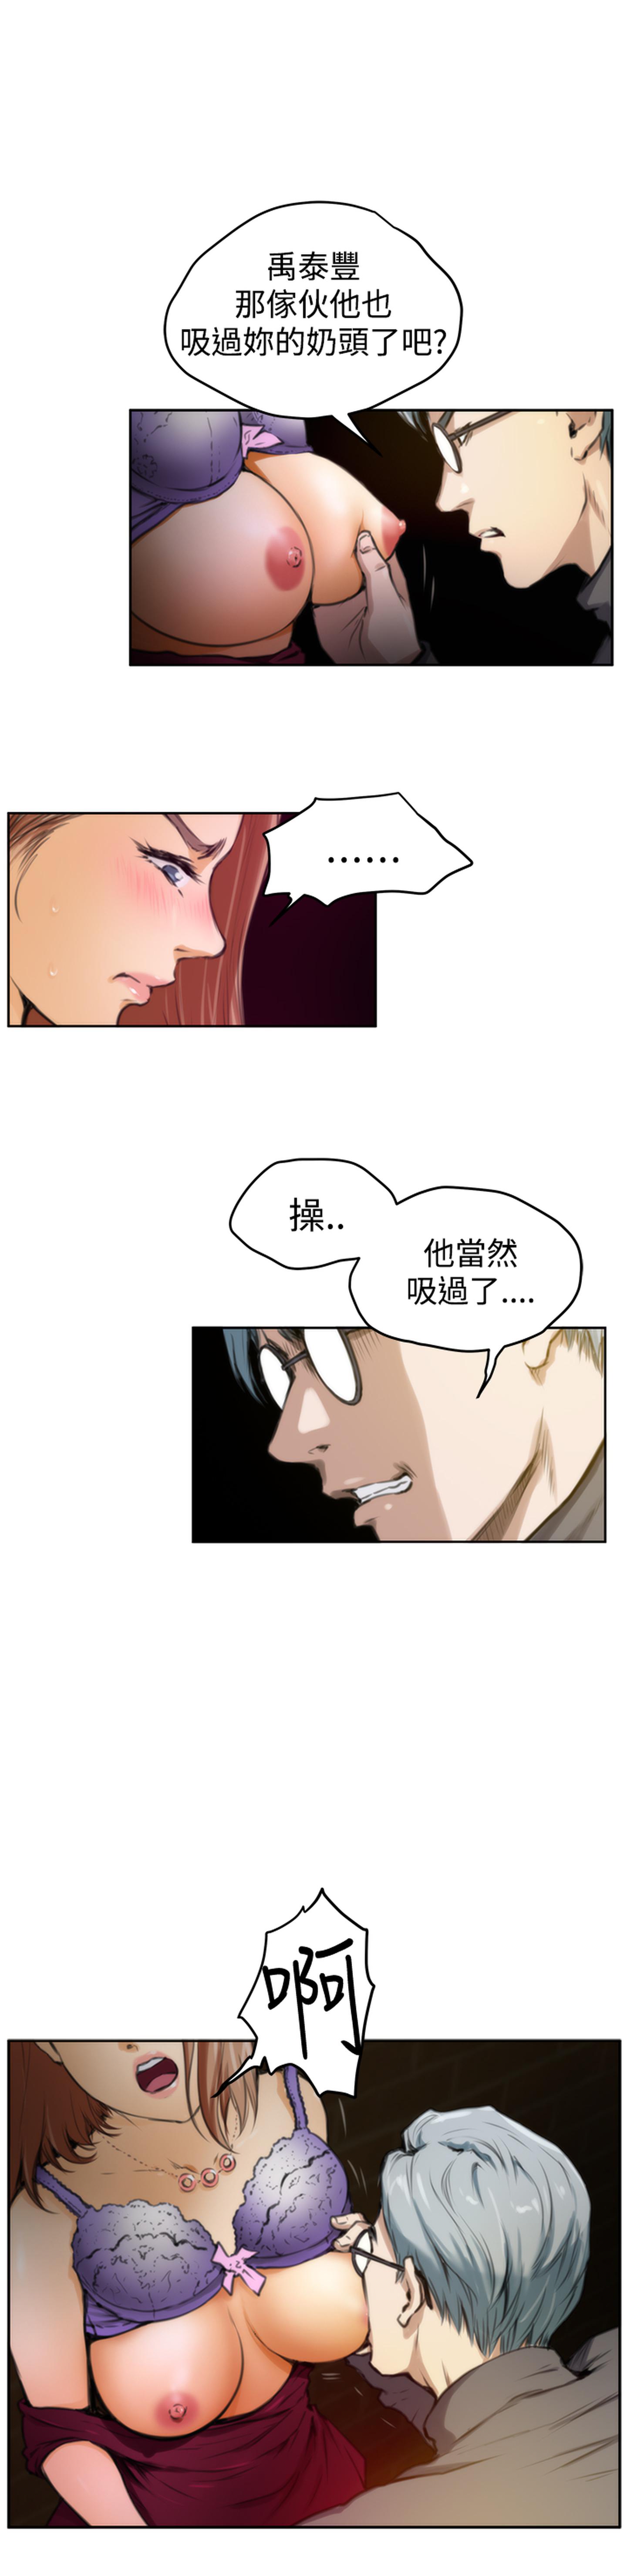 禹泰豐
那傢伙他也
吸過妳的奶頭了吧?
......
操..
他當然
吸過了....
啊